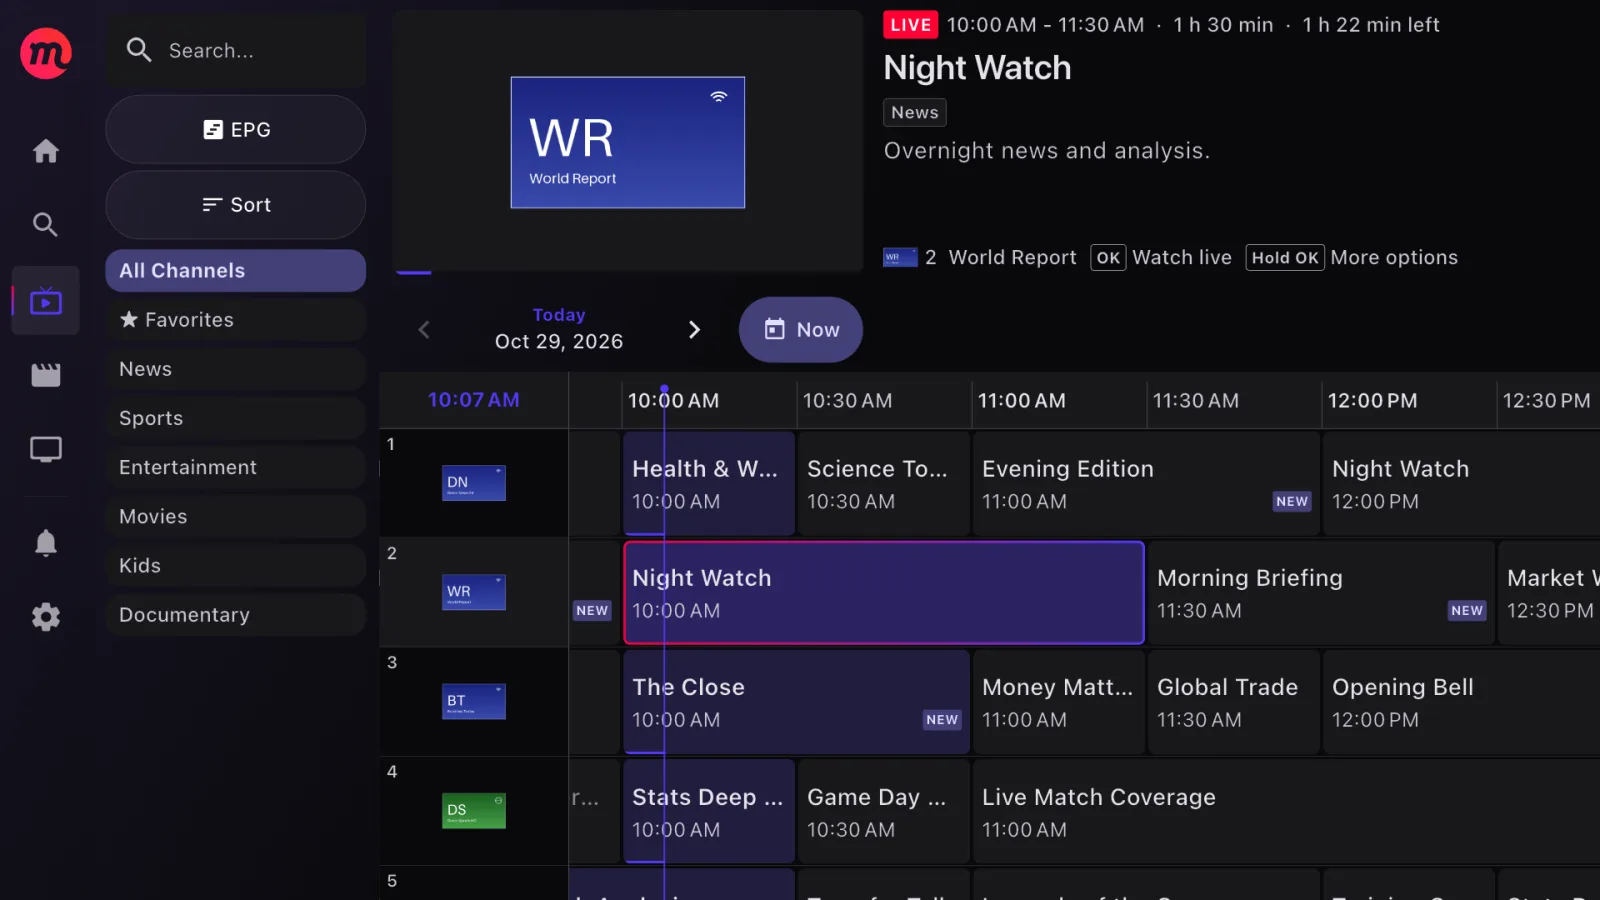 m
Search...
EPG
Sort
All Channels
Favorites
News
Sports
Entertainment
Movies
Kids
Documentary
WR
World Report
LIVE 10:00 AM - 11:30 AM · 1 h 30 min · 1 h 22 min left
Night Watch
News
Overnight news and analysis.
WR 2 World Report OK Watch live Hold OK More options
Today
Oct 29, 2026
Now
10:07 AM 10:00 AM 10:30 AM 11:00 AM 11:30 AM 12:00 PM 12:30 PM
1
DN
Health & W... Science To... Evening Edition Night Watch
10:00 AM 10:30 AM 11:00 AM NEW 12:00 PM
2
WR
Night Watch Morning Briefing Market
NEW 10:00 AM 11:30 AM NEW 12:30 PM
3
BT
The Close Money Matt... Global Trade Opening Bell
10:00 AM NEW 11:00 AM 11:30 AM 12:00 PM
4
DS
r... Stats Deep ... Game Day ... Live Match Coverage
10:00 AM 10:30 AM 11:00 AM
5